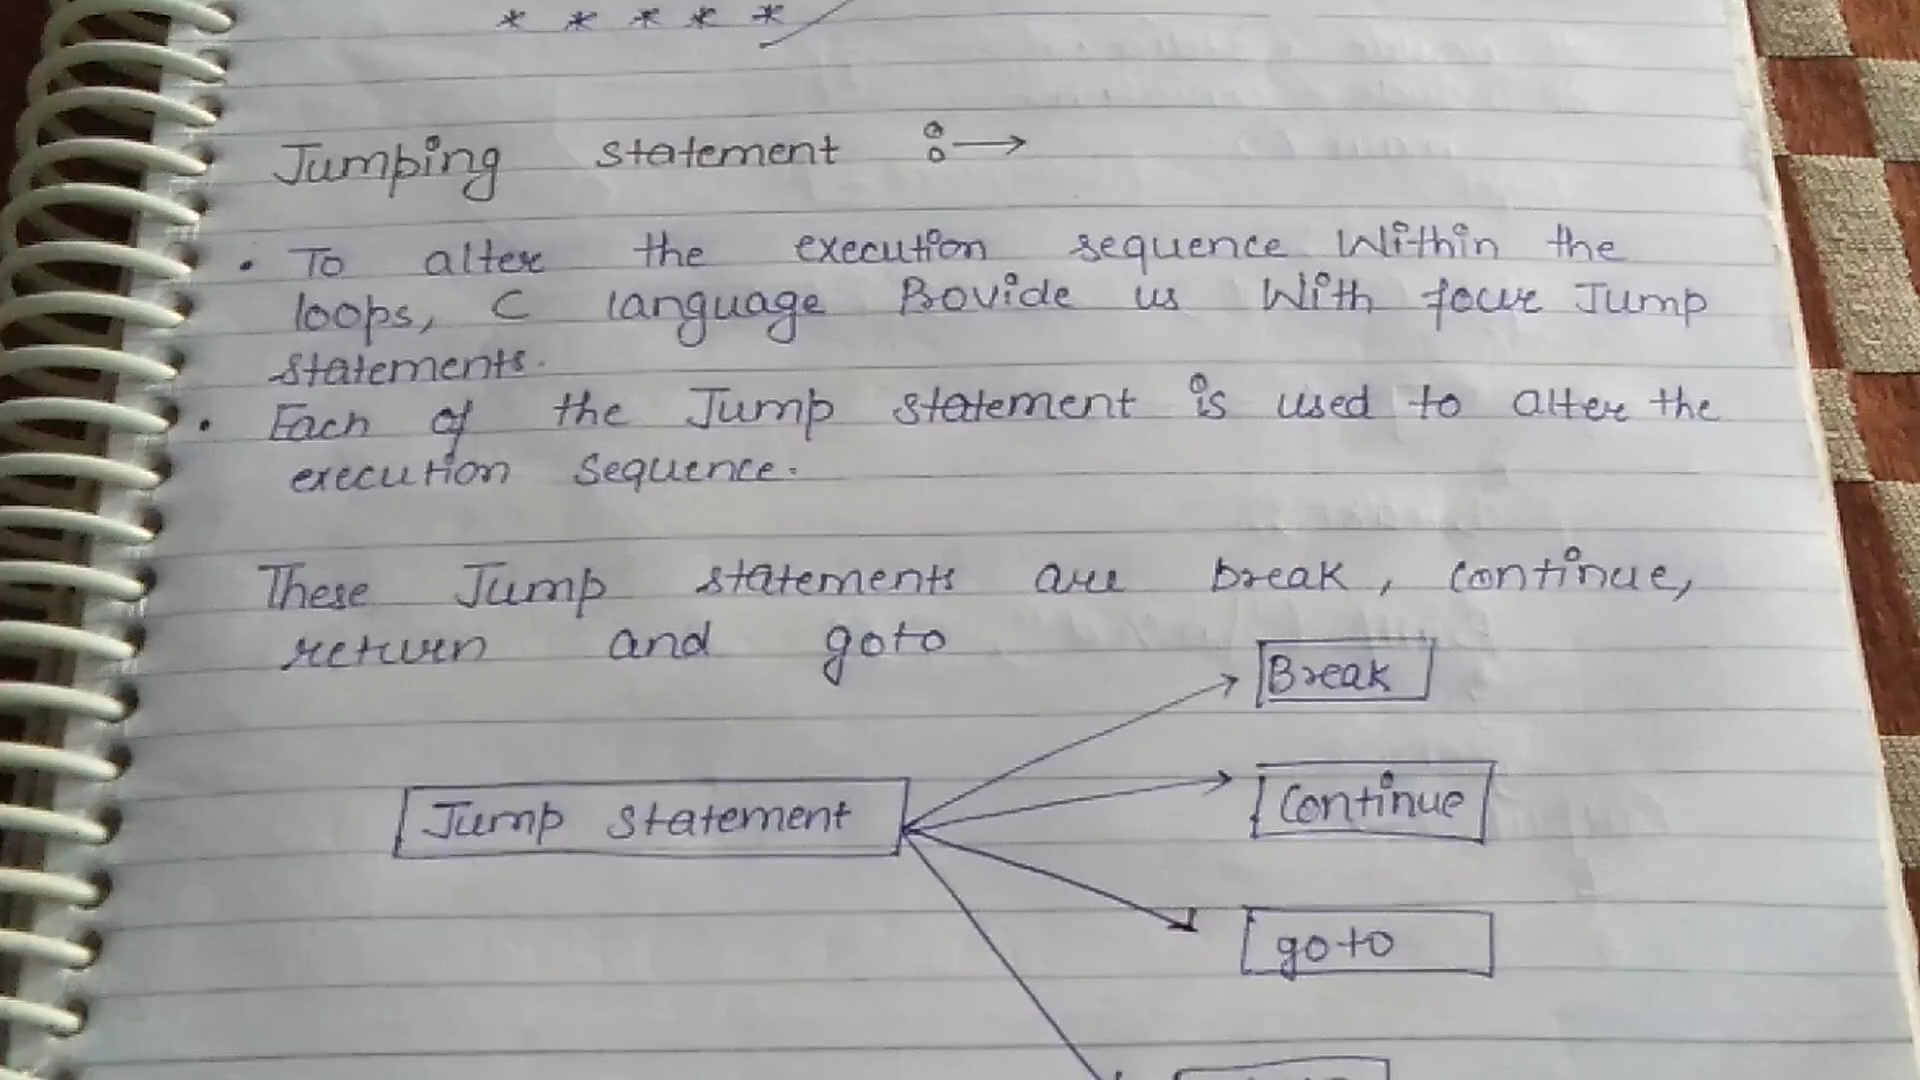 * * * * *
Jumping statement :→
• To alter the execution sequence Within the
loops, C language Provide us With four Jump
statements.
• Each of the Jump statement is used to alter the
execution sequence.
These Jump statements are break, continue,
return and goto
Break
Continue
Jump statement
goto